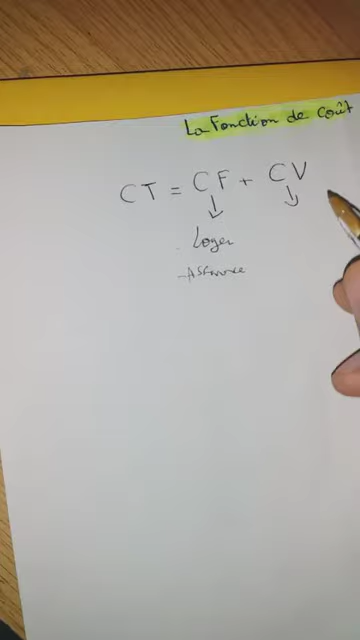 La Fonction de coût
CT = CF + CV
↓ ↓
Loyer
- Assurance